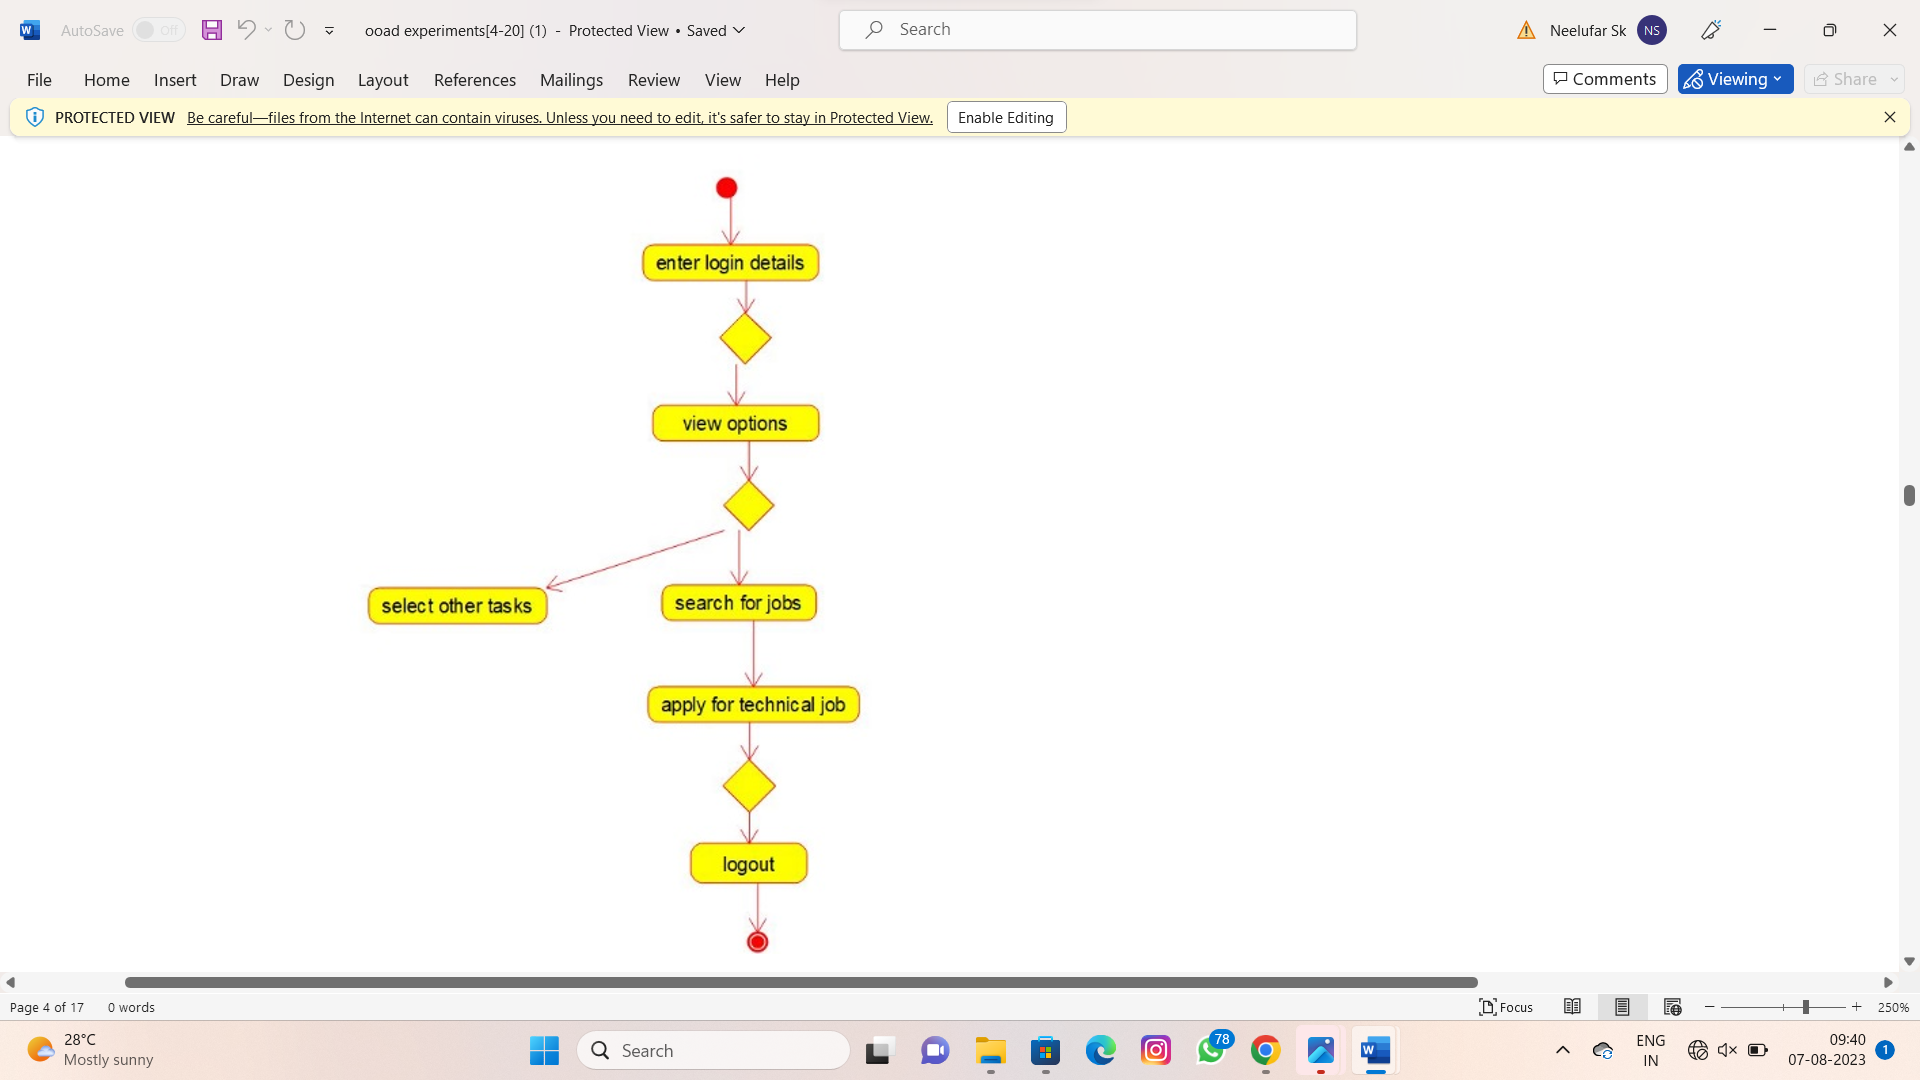 AutoSave Off ooad experiments[4-20] (1) - Protected View • Saved Search Neelufar Sk NS
File Home Insert Draw Design Layout References Mailings Review View Help Comments Viewing Share
PROTECTED VIEW Be careful—files from the Internet can contain viruses. Unless you need to edit, it's safer to stay in Protected View. Enable Editing
enter login details
view options
select other tasks search for jobs
apply for technical job
logout
Page 4 of 17 0 words Focus 250%
28°C
Mostly sunny
Search
78
ENG
IN
09:40
07-08-2023
1